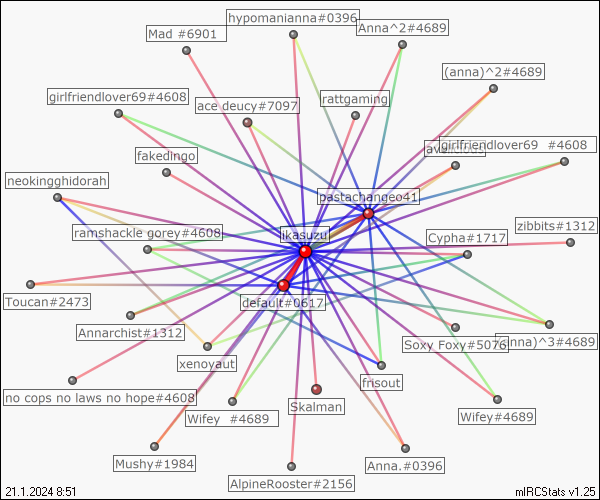 hypomanianna#0396
Mad #6901
Anna^2#4689
(anna)^2#4689
girlfriendlover69#4608
ace deucy#7097
rattgaming
fakedingo
girlfriendlover69 #4608
neokingghidorah
pastachangeo41
ikasuzu
ramshackle gorey#4608
Cypha#1717
zibbits#1312
Toucan#2473
default#0617
Annarchist#1312
Soxy Foxy#5076
(anna)^3#4689
xenoyaut
frisout
no cops no laws no hope#4608
Skalman
Wifey #4689
Wifey#4689
Mushy#1984
Anna.#0396
AlpineRooster#2156
21.1.2024 8:51
mIRCStats v1.25